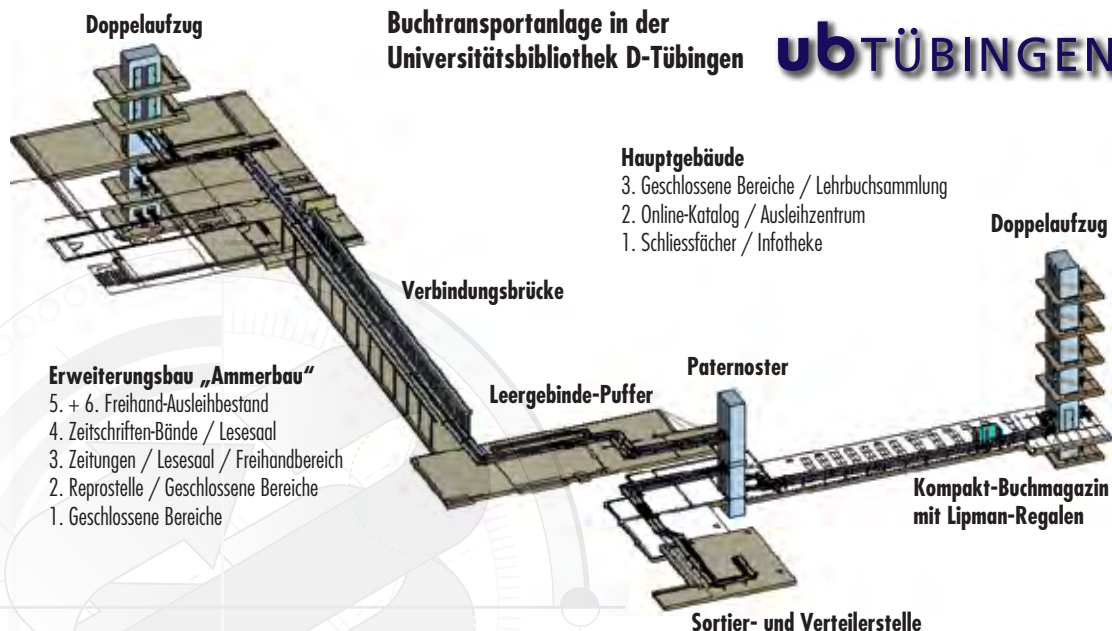 Doppelaufzug
Buchtransportanlage in der
Universitätsbibliothek D-Tübingen
ubTÜBINGEN
Hauptgebäude
3. Geschlossene Bereiche / Lehrbuchsammlung
2. Online-Katalog / Ausleihzentrum
1. Schliessfächer / Infotheke
Doppelaufzug
Verbindungsbrücke
Erweiterungsbau „Ammerbau“
5. + 6. Freihand-Ausleihbestand
4. Zeitschriften-Bände / Lesesaal
3. Zeitungen / Lesesaal / Freihandbereich
2. Reprostelle / Geschlossene Bereiche
1. Geschlossene Bereiche
Leergebinde-Puffer
Paternoster
Kompakt-Buchmagazin
mit Lipman-Regalen
Sortier- und Verteilerstelle